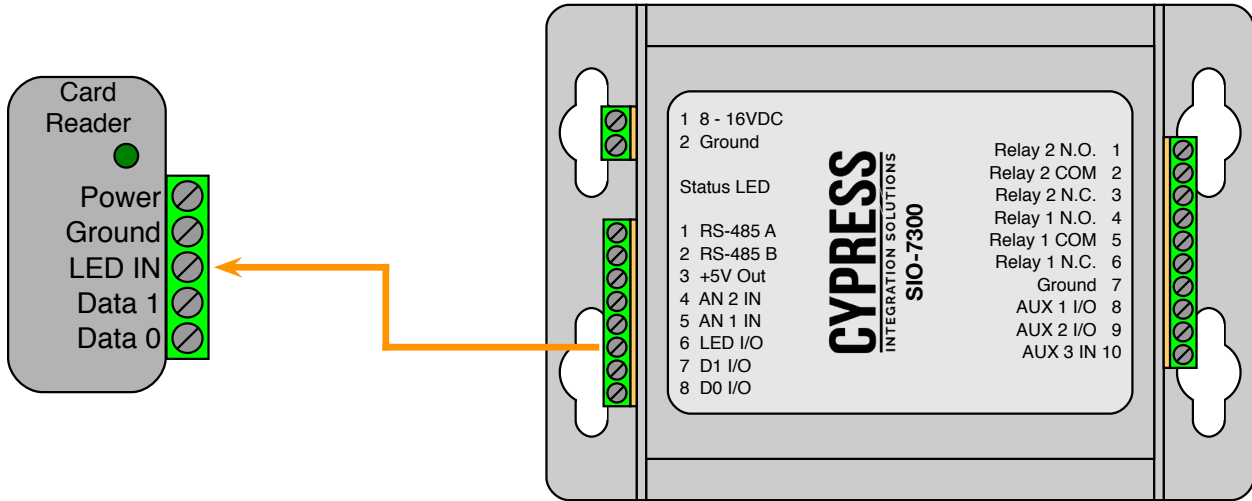 Card
Reader
Power
Ground
LED IN
Data 1
Data 0
1 8 - 16VDC
2 Ground
Status LED
1 RS-485 A
2 RS-485 B
3 +5V Out
4 AN 2 IN
5 AN 1 IN
6 LED I/O
7 D1 I/O
8 D0 I/O
CYPRESS
INTEGRATION SOLUTIONS
SIO-7300
Relay 2 N.O. 1
Relay 2 COM 2
Relay 2 N.C. 3
Relay 1 N.O. 4
Relay 1 COM 5
Relay 1 N.C. 6
Ground 7
AUX 1 I/O 8
AUX 2 I/O 9
AUX 3 IN 10